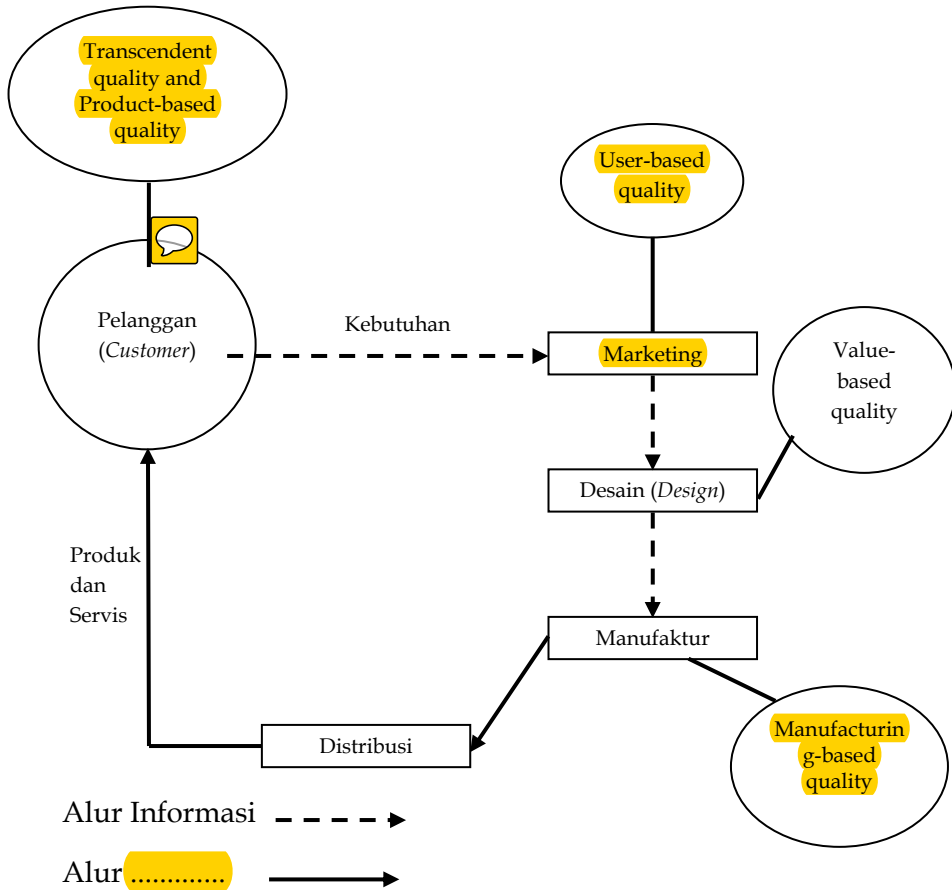 Transcendent
quality and
Product-based
quality
User-based
quality
Pelanggan
(Customer)
Kebutuhan
Marketing
Value-
based
quality
Desain (Design)
Produk
dan
Servis
Manufaktur
Distribusi
Manufacturin
g-based
quality
Alur Informasi
Alur .............